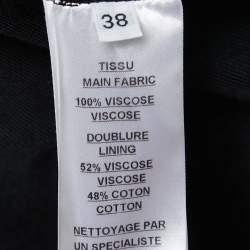 38
TISSU
MAIN FABRIC
100% VISCOSE
VISCOSE
DOUBLURE
LINING
52% VISCOSE
VISCOSE
48% COTON
COTTON
NETTOYAGE PAR
UN SPECIALISTE